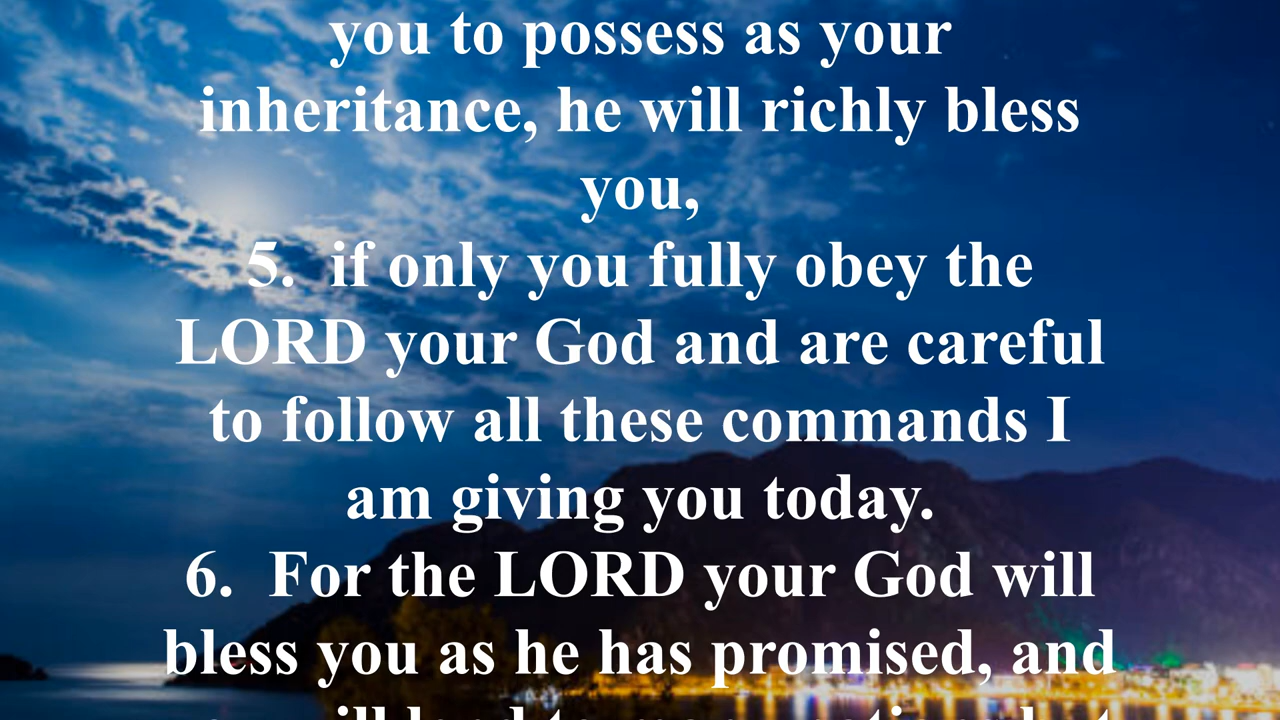 you to possess as your
inheritance, he will richly bless
you,
5.  if only you fully obey the
LORD your God and are careful
to follow all these commands I
am giving you today.
6.  For the LORD your God will
bless you as he has promised, and